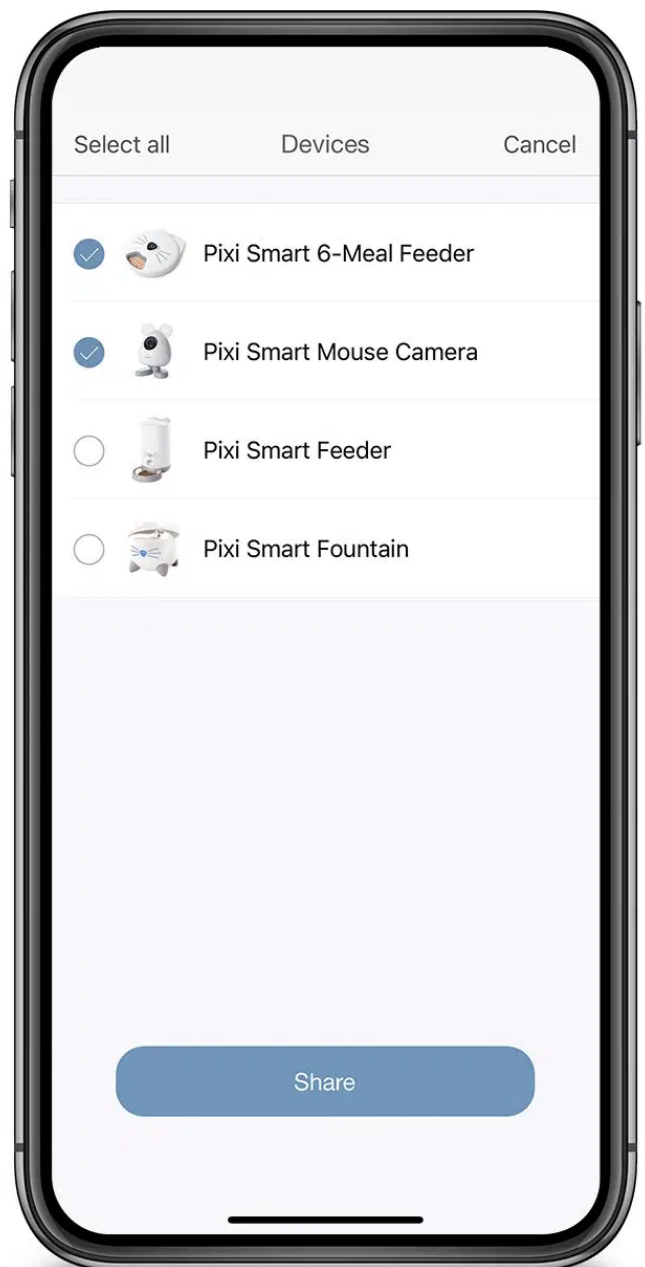 Select all Devices Cancel
Pixi Smart 6-Meal Feeder
Pixi Smart Mouse Camera
Pixi Smart Feeder
Pixi Smart Fountain
Share